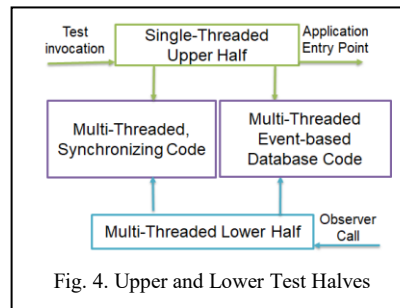 Test
invocation
Single-Threaded
Upper Half
Application
Entry Point
Multi-Threaded,
Synchronizing Code
Multi-Threaded
Event-based
Database Code
Multi-Threaded Lower Half
Observer
Call
Fig. 4. Upper and Lower Test Halves